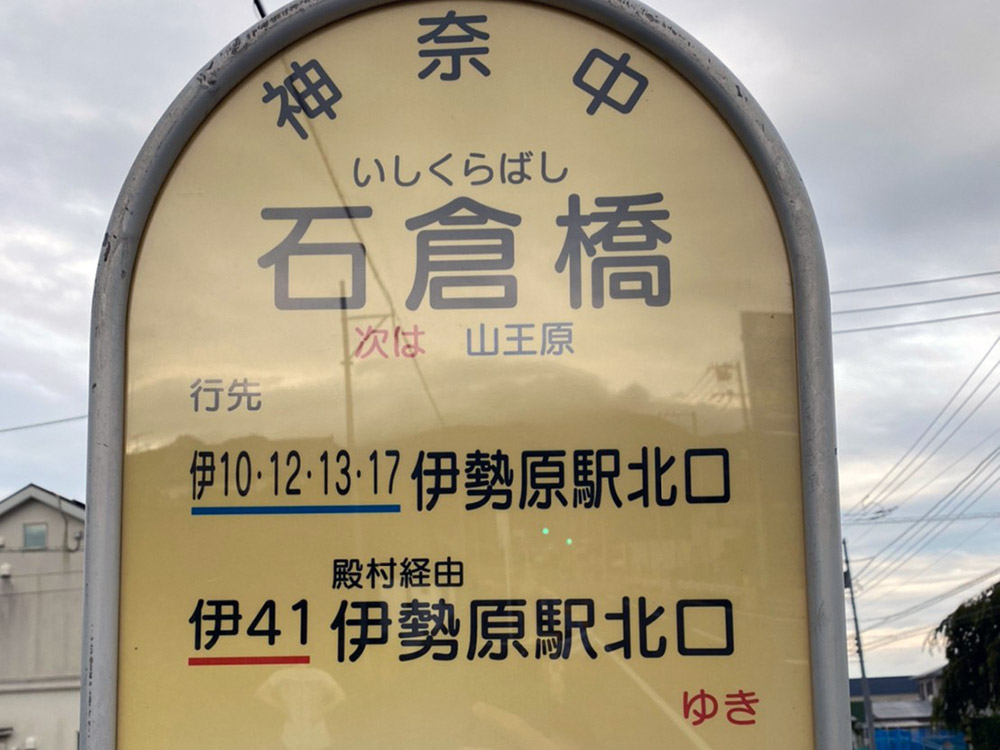 神奈中
いしくらばし
石倉橋
次は 山王原
行先
伊10・12・13・17 伊勢原駅北口
殿村経由
伊41 伊勢原駅北口
ゆき